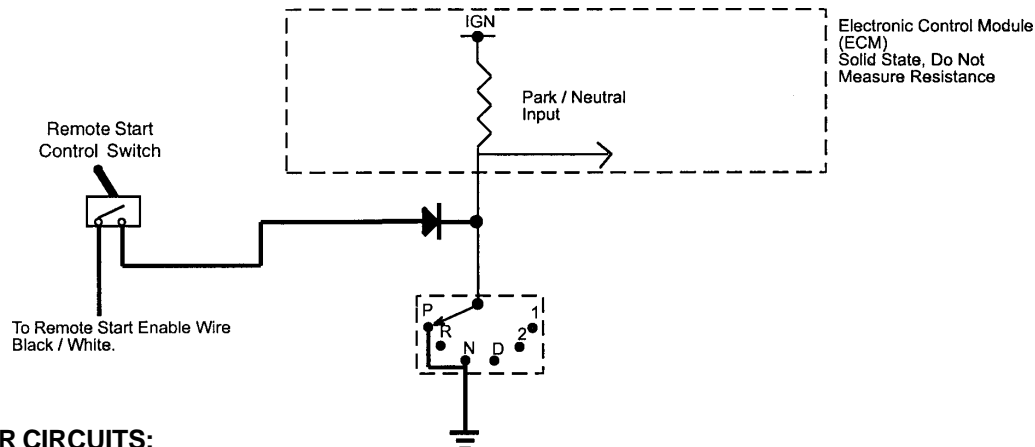 IGN
Electronic Control Module
(ECM)
Solid State, Do Not
Measure Resistance
Park / Neutral
Input
Remote Start
Control Switch
To Remote Start Enable Wire
Black / White.
P
R
N
D
2
1
R CIRCUITS: